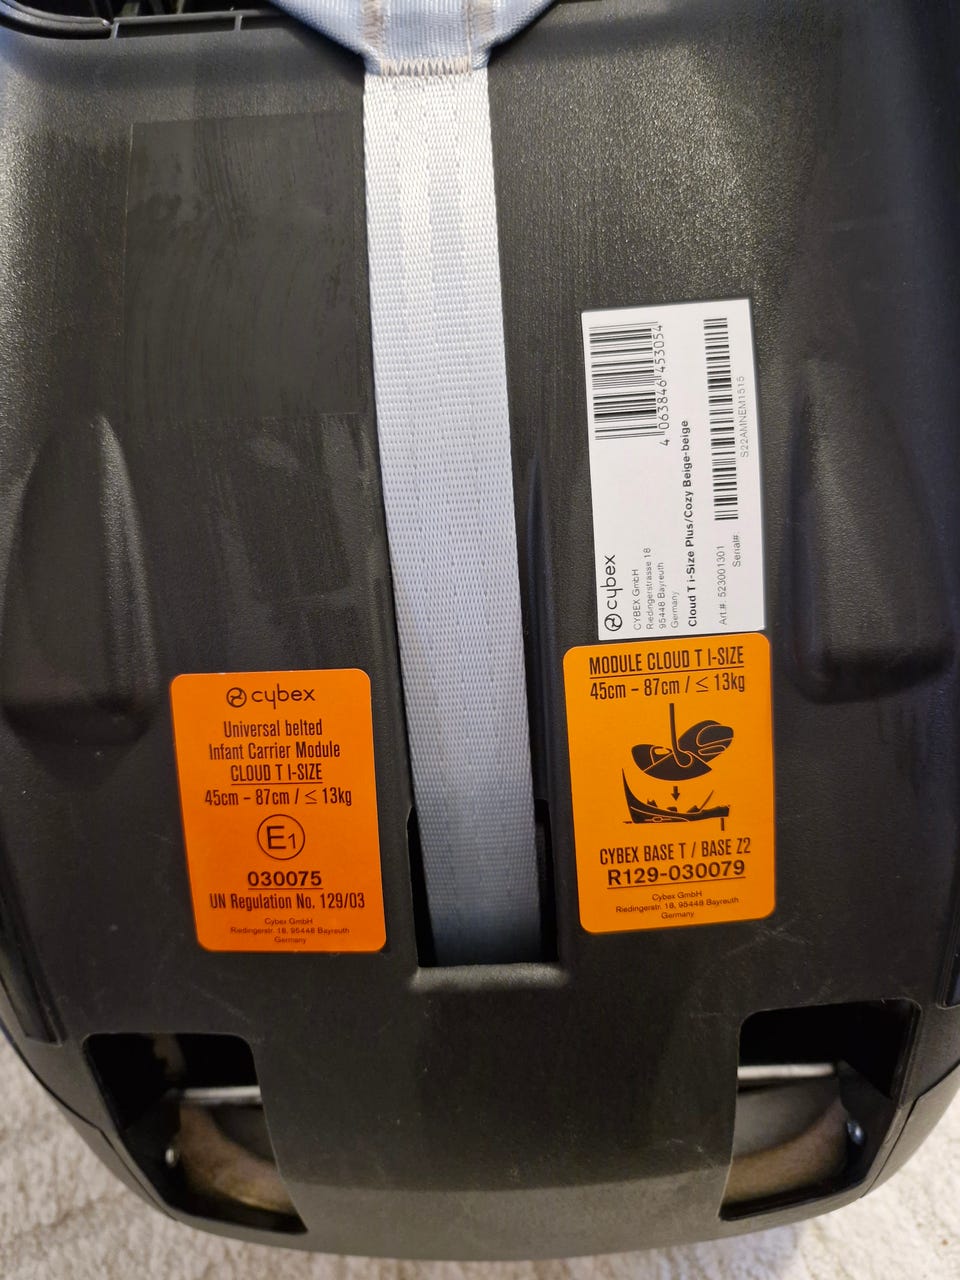 cybex
Universal belted
Infant Carrier Module
CLOUD T I-SIZE
45cm – 87cm / ≤ 13kg
E1
030075
UN Regulation No. 129/03
Cybex GmbH
Riedingerstr. 18, 95448 Bayreuth
Germany
cybex
CYBEX GmbH
Riedingerstrasse 18
95448 Bayreuth
Germany
4 063846 453054
Cloud T i-Size Plus/Cozy Beige-beige
Art.#: 523001301
Serial#: S22AMNEM1515
MODULE CLOUD T I-SIZE
45cm – 87cm / ≤ 13kg
CYBEX BASE T / BASE Z2
R129-030079
Cybex GmbH
Riedingerstr. 18, 95448 Bayreuth
Germany